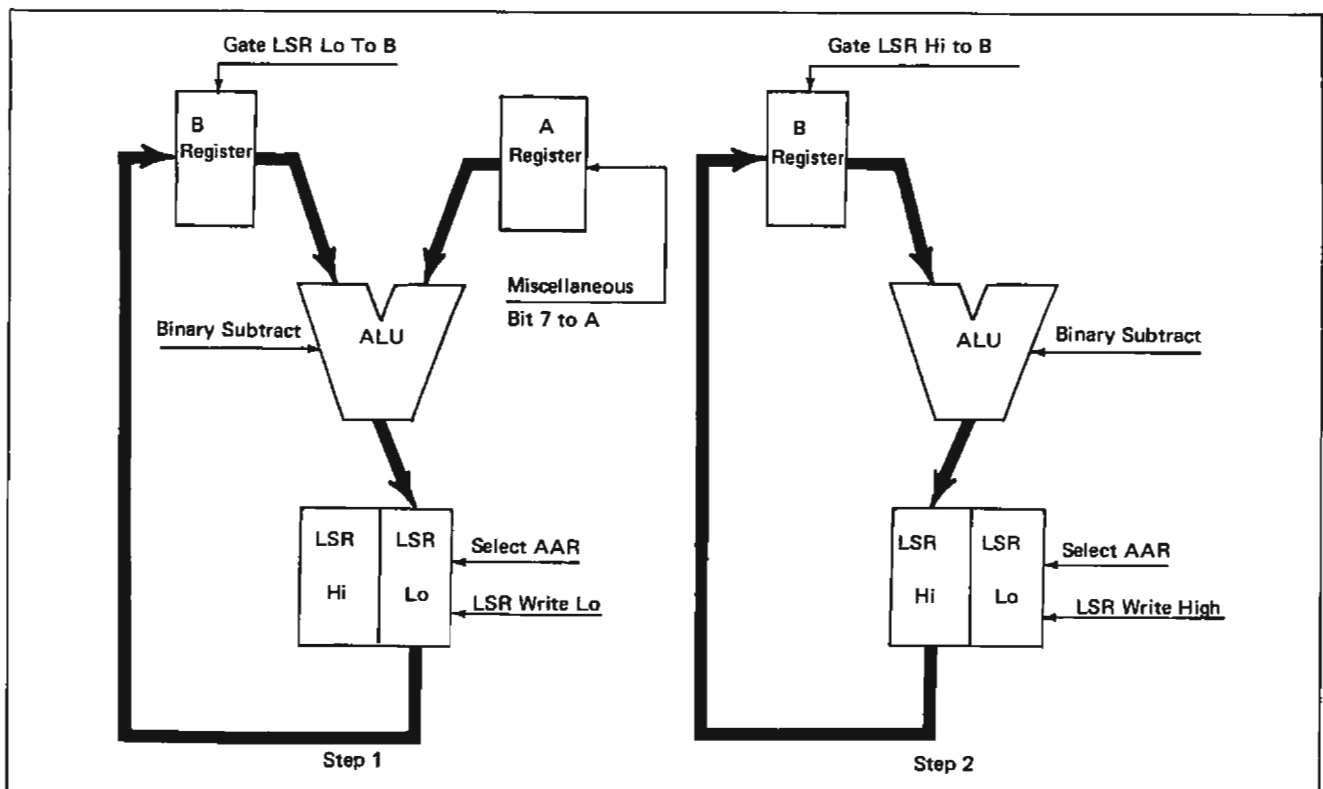 Gate LSR Lo To B
B
Register
A
Register
Miscellaneous
Bit 7 to A
Binary Subtract
ALU
LSR
Hi
LSR
Lo
Select AAR
LSR Write Lo
Step 1
Gate LSR Hi to B
B
Register
ALU
Binary Subtract
LSR
Hi
LSR
Lo
Select AAR
LSR Write High
Step 2